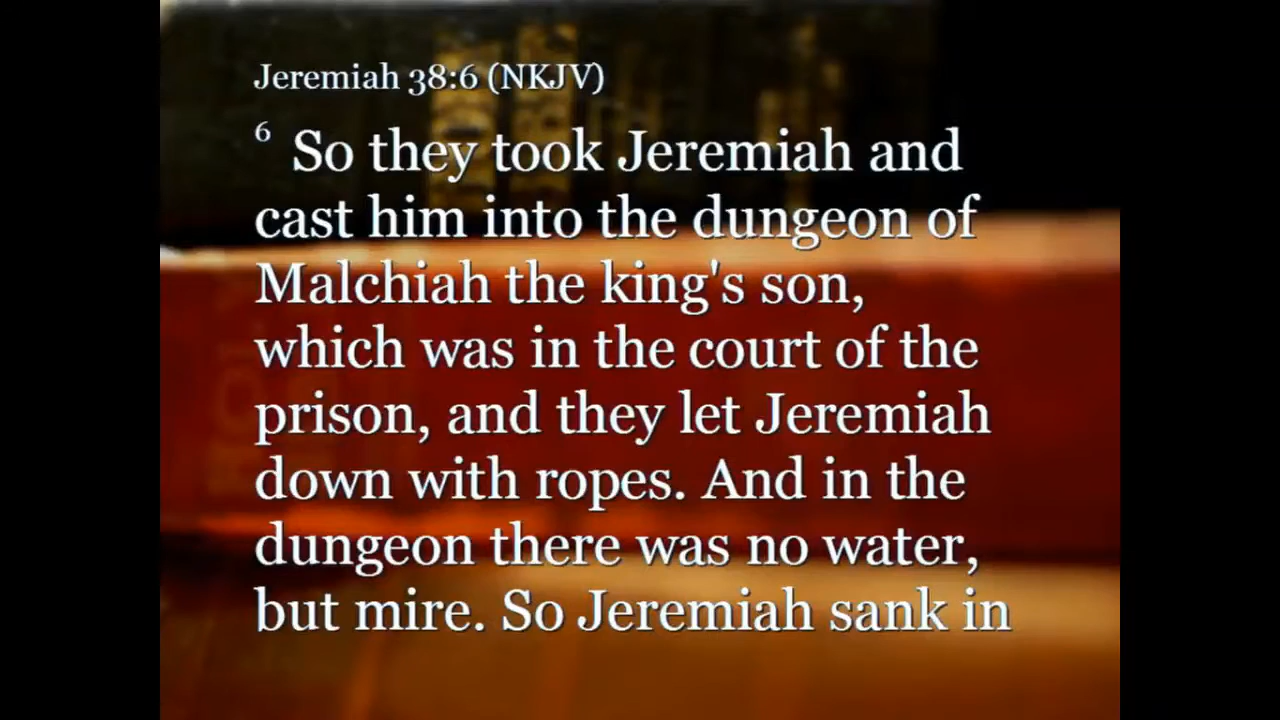 Jeremiah 38:6 (NKJV)
6 So they took Jeremiah and
cast him into the dungeon of
Malchiah the king's son,
which was in the court of the
prison, and they let Jeremiah
down with ropes. And in the
dungeon there was no water,
but mire. So Jeremiah sank in